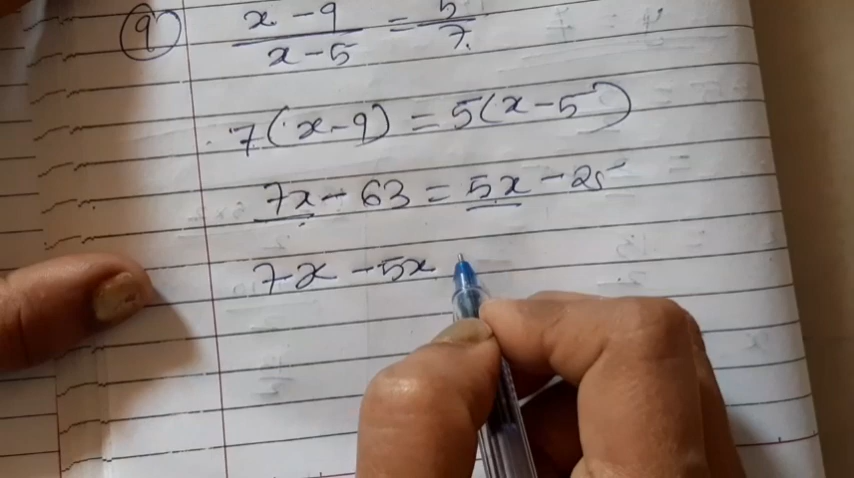 9 x - 9 / x - 5 = 5 / 7
7(x - 9) = 5(x - 5)
7x - 63 = 5x - 25
7x - 5x